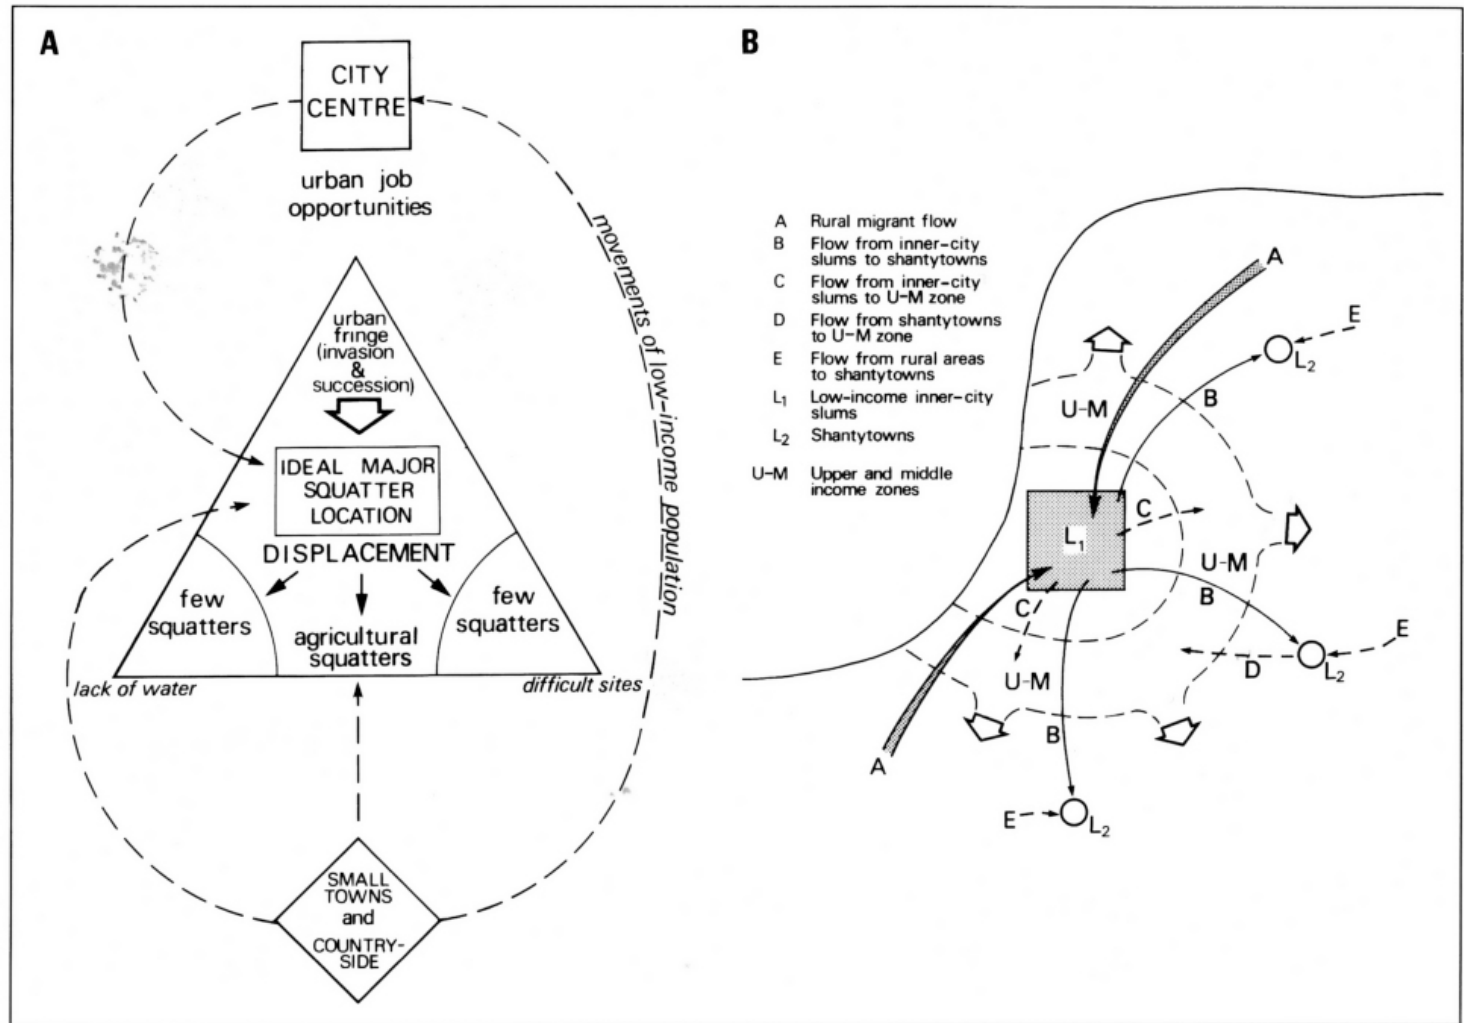 A
CITY
CENTRE
urban job
opportunities
movements of low-income population
urban
fringe
(invasion
&
succession)
IDEAL MAJOR
SQUATTER
LOCATION
DISPLACEMENT
few
squatters
agricultural
squatters
few
squatters
lack of water
difficult sites
SMALL
TOWNS
and
COUNTRY-
SIDE
B
A Rural migrant flow
B Flow from inner-city
slums to shantytowns
C Flow from inner-city
slums to U-M zone
D Flow from shantytowns
to U-M zone
E Flow from rural areas
to shantytowns
L₁ Low-income inner-city
slums
L₂ Shantytowns
U-M Upper and middle
income zones
A
E
L₂
B
U-M
C
L₁
U-M
B
C
E
D
L₂
U-M
B
A
E
L₂